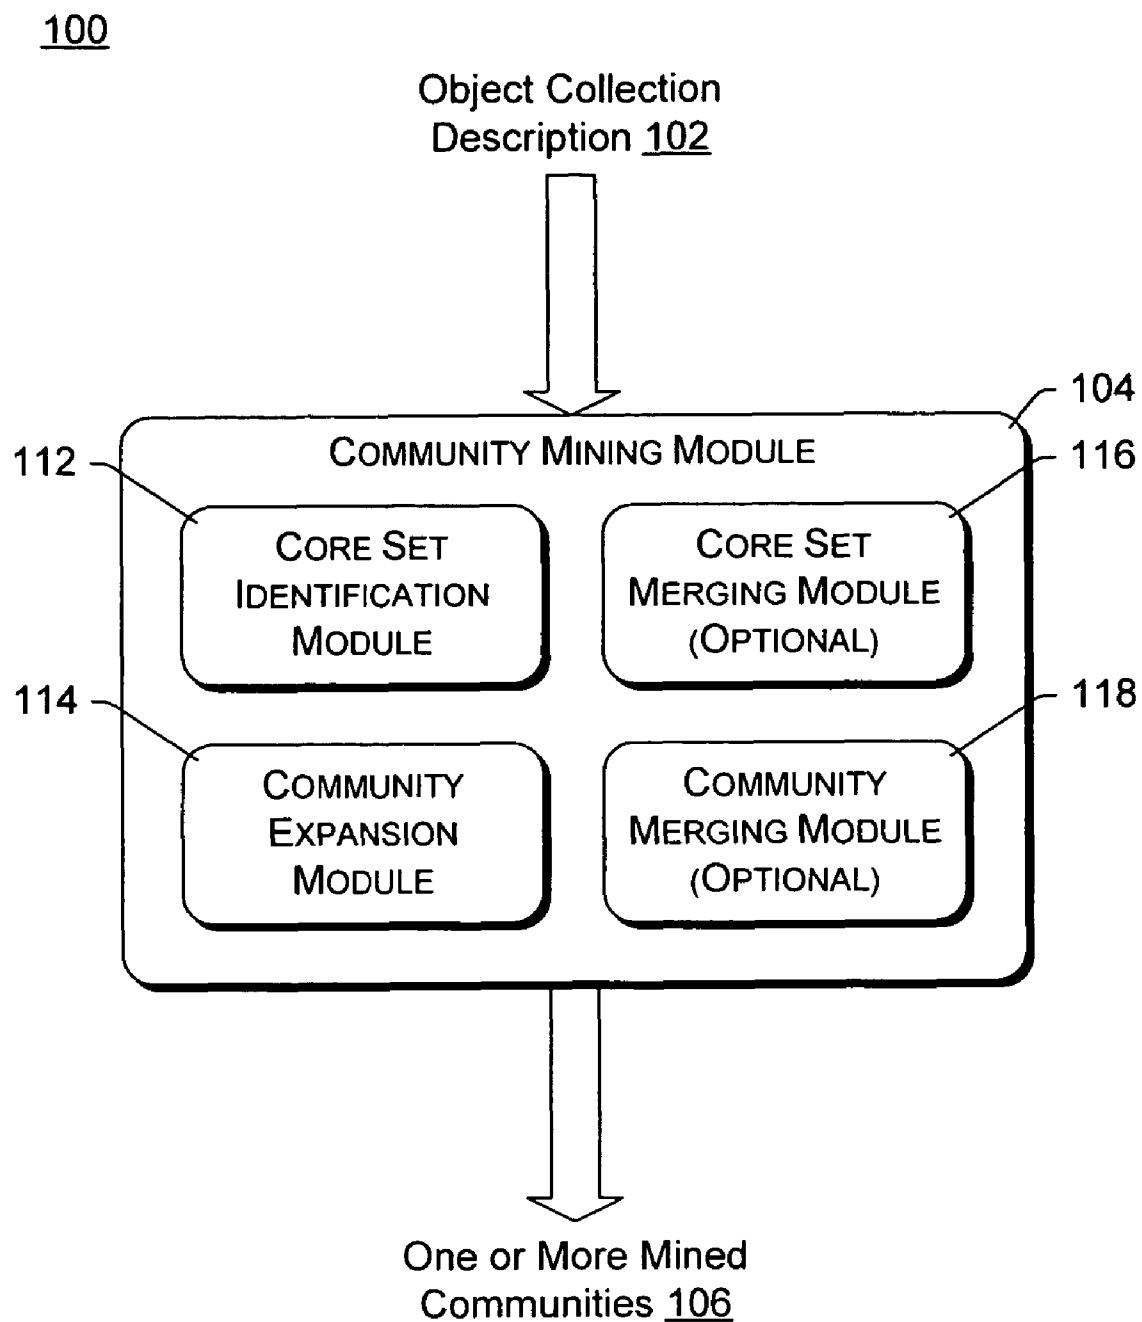 100
Object Collection
Description 102
104
COMMUNITY MINING MODULE
112
116
CORE SET
IDENTIFICATION
MODULE
CORE SET
MERGING MODULE
(OPTIONAL)
114
118
COMMUNITY
EXPANSION
MODULE
COMMUNITY
MERGING MODULE
(OPTIONAL)
One or More Mined
Communities 106